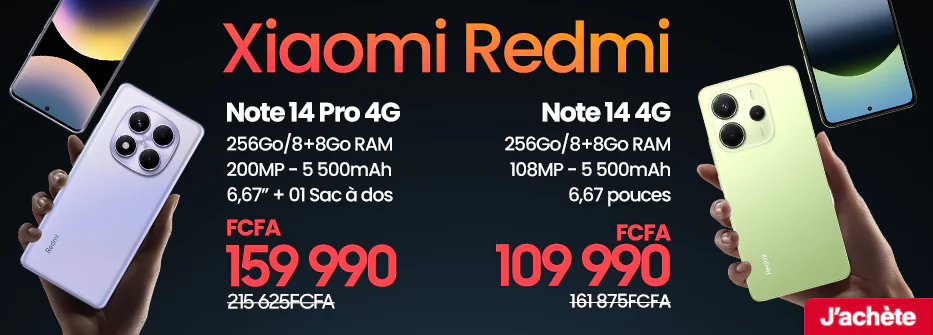 Xiaomi Redmi
Note 14 Pro 4G
256Go/8+8Go RAM
200MP - 5 500mAh
6,67” + 01 Sac à dos
FCFA
159 990
215 625FCFA
Note 14 4G
256Go/8+8Go RAM
108MP - 5 500mAh
6,67 pouces
FCFA
109 990
161 875FCFA
Redmi
Redmi
J’achète